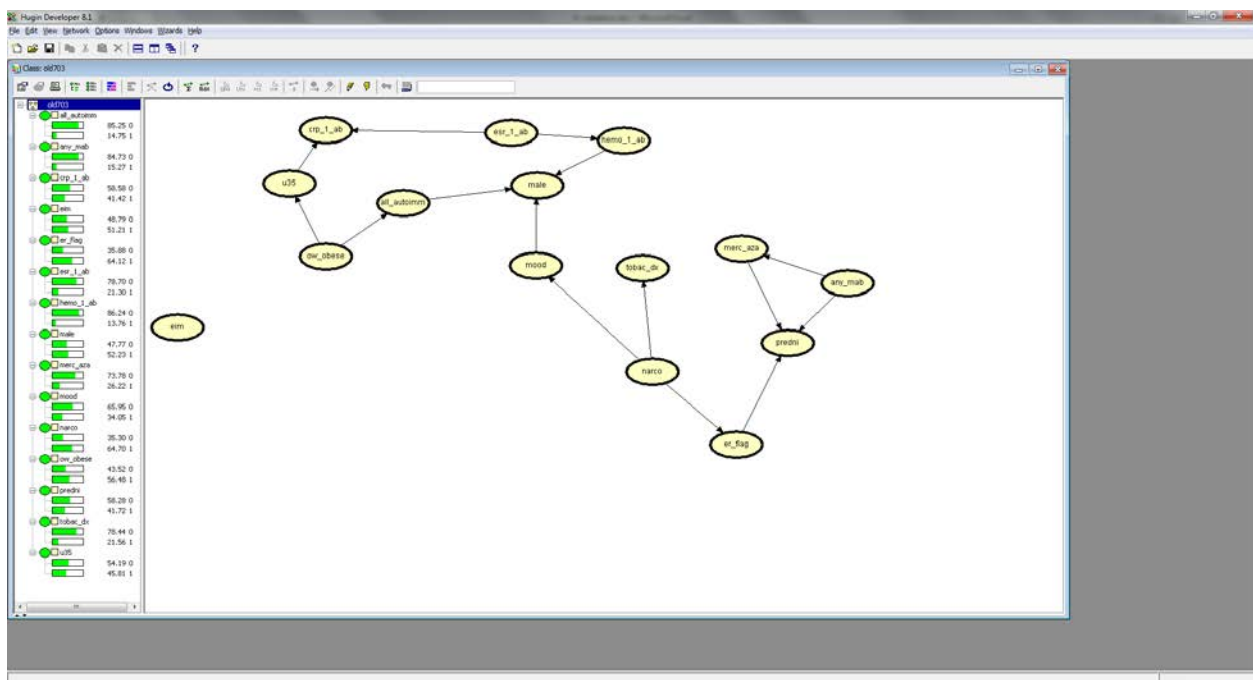 Hugin Developer 8.1
File Edit View Network Options Windows Wizards Help
Class: old703
old703
all_autoimm
85.25 0
14.75 1
any_mab
84.73 0
15.27 1
crp_1_ab
58.58 0
41.42 1
eim
48.79 0
51.21 1
er_flag
35.88 0
64.12 1
esr_1_ab
78.70 0
21.30 1
hemo_1_ab
86.24 0
13.76 1
male
47.77 0
52.23 1
merc_aza
73.78 0
26.22 1
mood
65.95 0
34.05 1
narco
35.30 0
64.70 1
ow_obese
43.52 0
56.48 1
predni
58.28 0
41.72 1
tobac_dx
78.44 0
21.56 1
u35
54.19 0
45.81 1
crp_1_ab
esr_1_ab
hemo_1_ab
u35
male
all_autoimm
ow_obese
mood
tobac_dx
merc_aza
any_mab
eim
predni
narco
er_flag